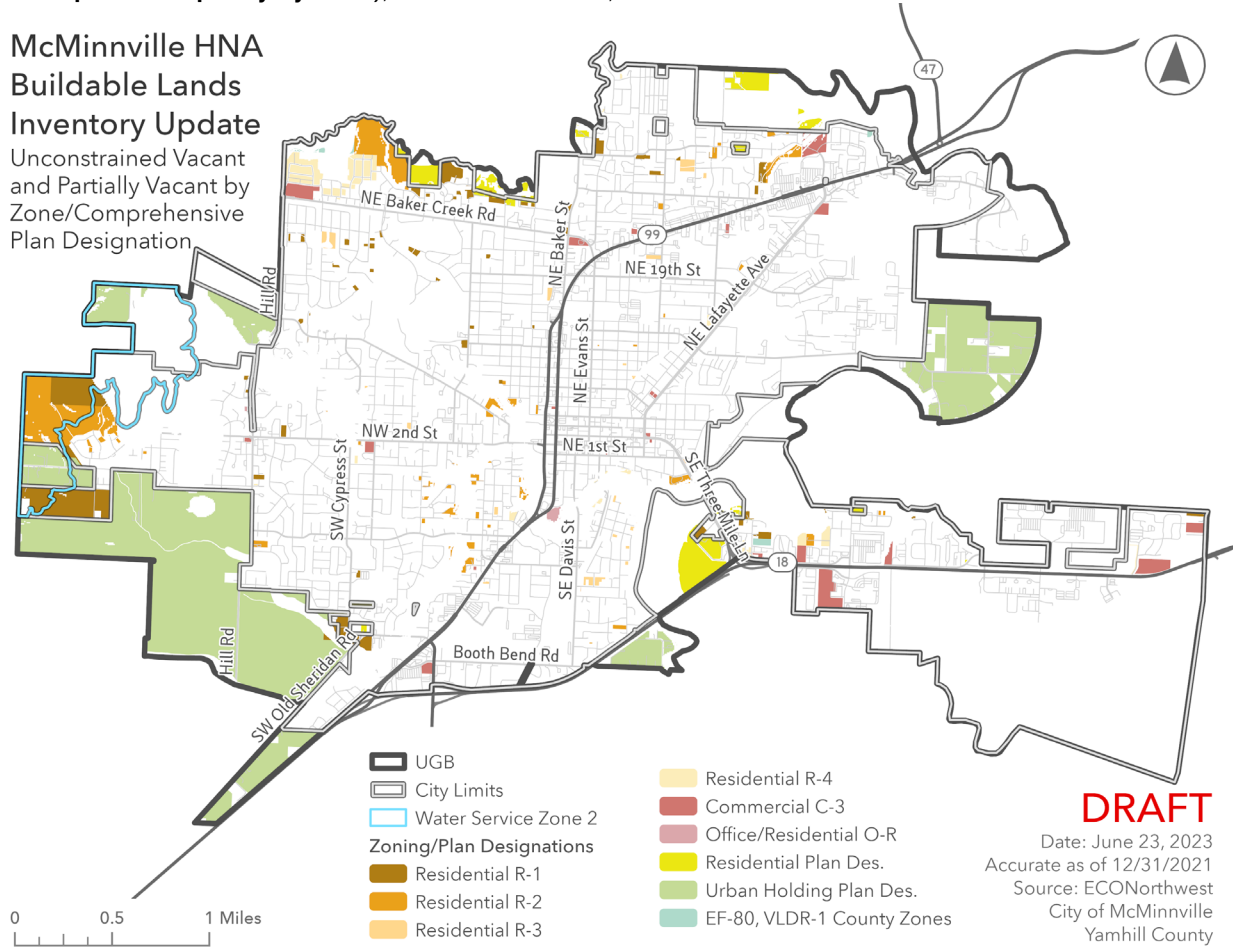 McMinnville HNA
Buildable Lands
Inventory Update
Unconstrained Vacant
and Partially Vacant by
Zone/Comprehensive
Plan Designation
47
NE Baker Creek Rd
NE Baker St
99
NE 19th St
NE Lafayette Ave
Hill Rd
NE Evans St
NW 2nd St
NE 1st St
SW Cypress St
SE Three Mile Ln
SE Davis St
18
Hill Rd
SW Old Sheridan Rd
Booth Bend Rd
UGB
City Limits
Water Service Zone 2
Zoning/Plan Designations
Residential R-1
Residential R-2
Residential R-3
Residential R-4
Commercial C-3
Office/Residential O-R
Residential Plan Des.
Urban Holding Plan Des.
EF-80, VLDR-1 County Zones
DRAFT
Date: June 23, 2023
Accurate as of 12/31/2021
Source: ECONorthwest
City of McMinnville
Yamhill County
0 0.5 1 Miles